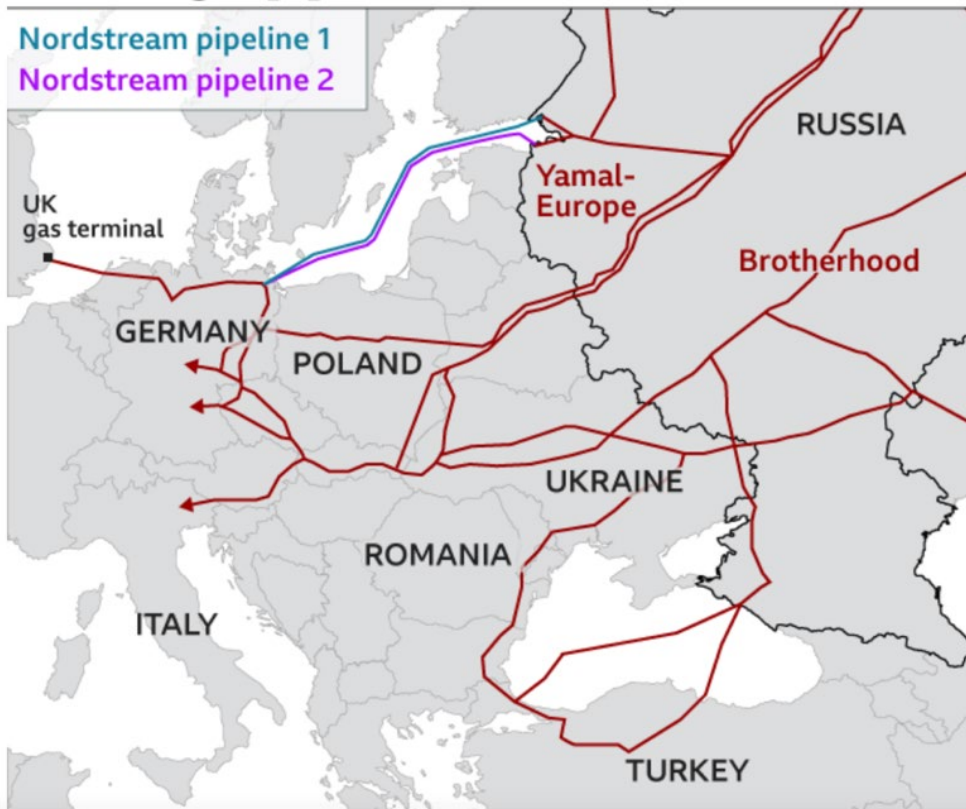 Nordstream pipeline 1
Nordstream pipeline 2
RUSSIA
Yamal-
Europe
UK
gas terminal
Brotherhood
GERMANY
POLAND
UKRAINE
ROMANIA
ITALY
TURKEY